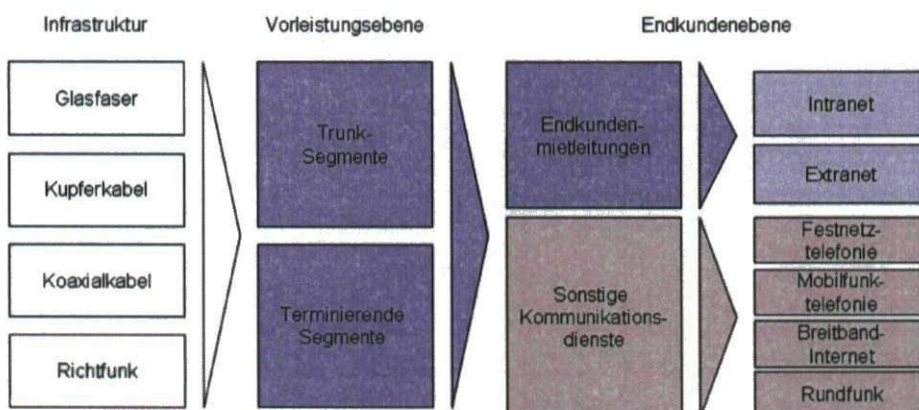 Infrastruktur
Vorleistungsebene
Endkundenebene
Glasfaser
Kupferkabel
Koaxialkabel
Richtfunk
Trunk-
Segmente
Terminierende
Segmente
Endkunden-
mietleitungen
Sonstige
Kommunikations-
dienste
Intranet
Extranet
Festnetz-
telefonie
Mobilfunk-
telefonie
Breitband-
Internet
Rundfunk